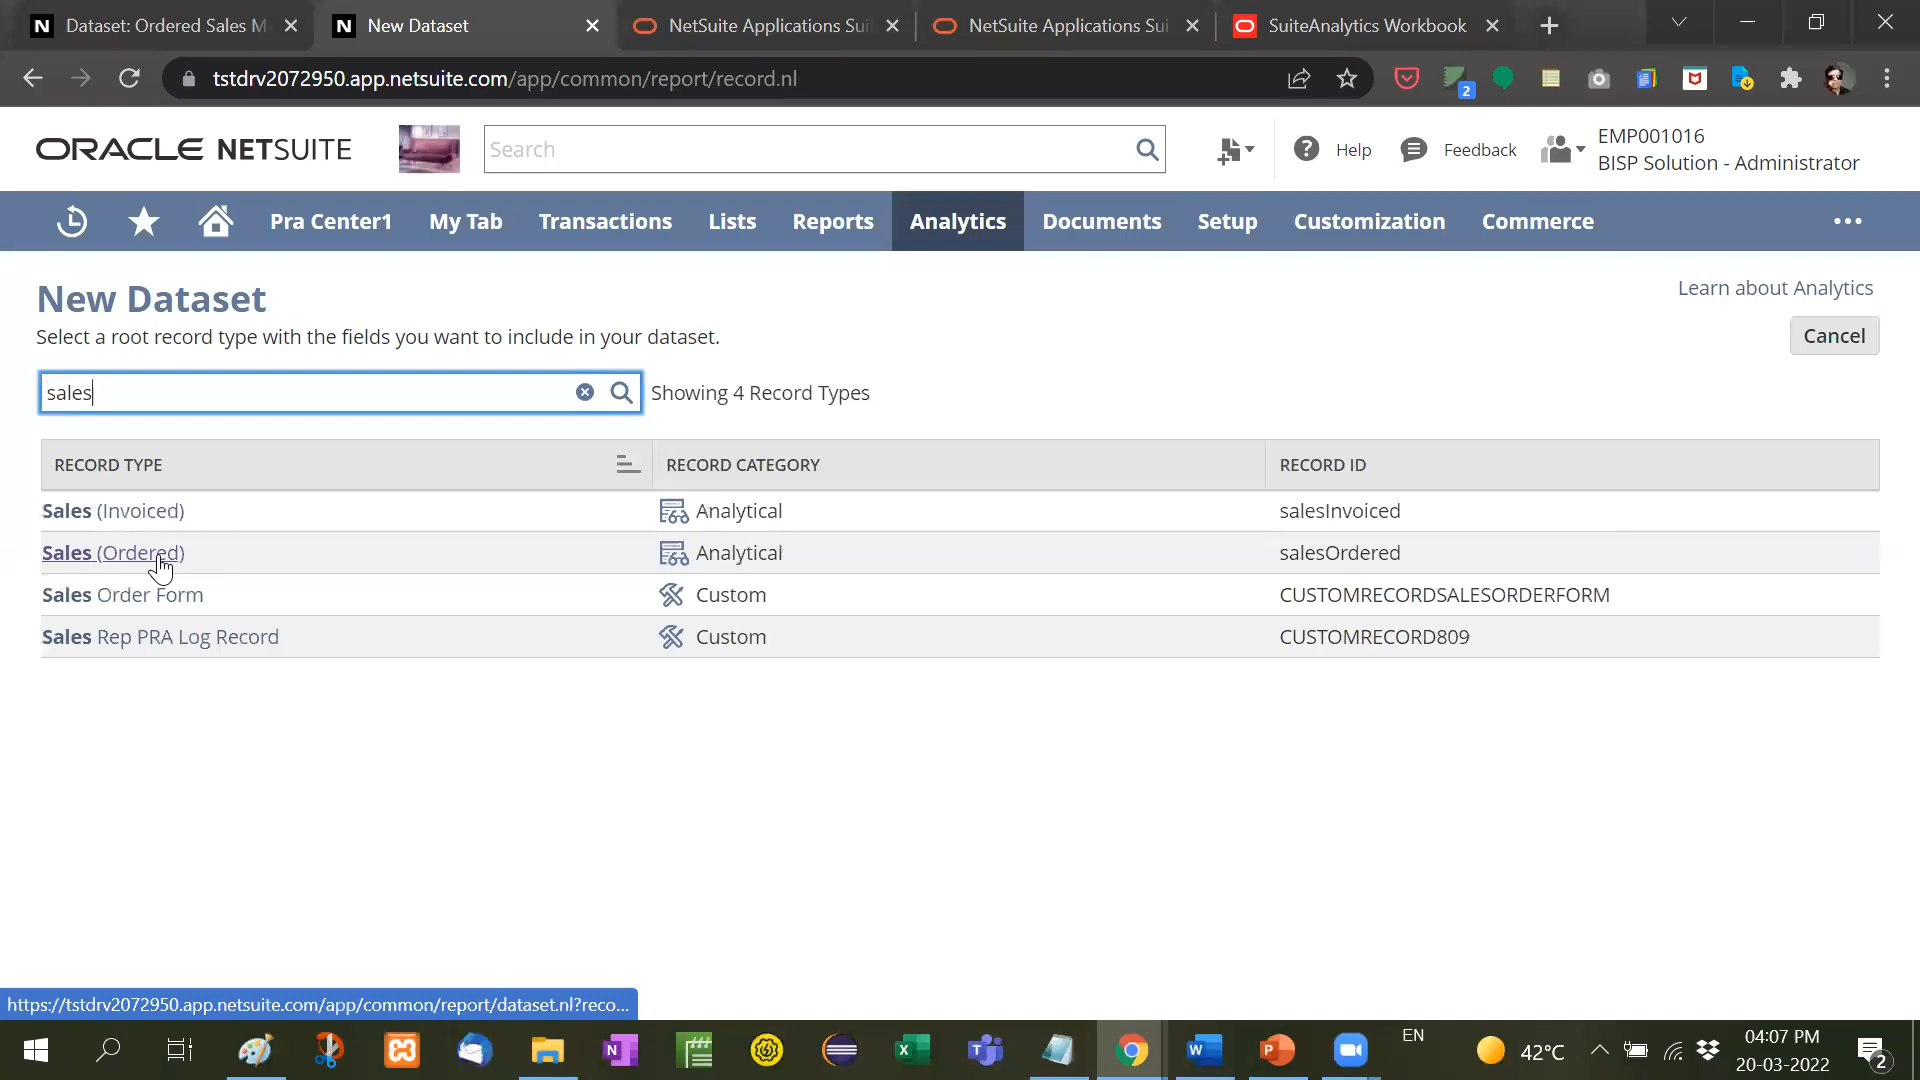 Dataset: Ordered Sales M
New Dataset
NetSuite Applications Sui
NetSuite Applications Sui
SuiteAnalytics Workbook
tstdrv2072950.app.netsuite.com/app/common/report/record.nl
2
ORACLE NETSUITE
Search
Help
Feedback
EMP001016
BISP Solution - Administrator
Pra Center1
My Tab
Transactions
Lists
Reports
Analytics
Documents
Setup
Customization
Commerce
New Dataset
Learn about Analytics
Select a root record type with the fields you want to include in your dataset.
Cancel
sales
Showing 4 Record Types
RECORD TYPE
RECORD CATEGORY
RECORD ID
Sales (Invoiced)
Analytical
salesInvoiced
Sales (Ordered)
Analytical
salesOrdered
Sales Order Form
Custom
CUSTOMRECORDSALESORDERFORM
Sales Rep PRA Log Record
Custom
CUSTOMRECORD809
https://tstdrv2072950.app.netsuite.com/app/common/report/dataset.nl?reco...
EN
42°C
04:07 PM
20-03-2022
2